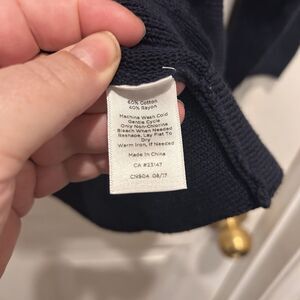 60% Cotton
40% Rayon
Machine Wash Cold
Gentle Cycle
Only Non-Chlorine
Bleach When Needed
Reshape, Lay Flat To
Dry
Warm Iron, If Needed
Made In China
CA #23147
CN904 08/17